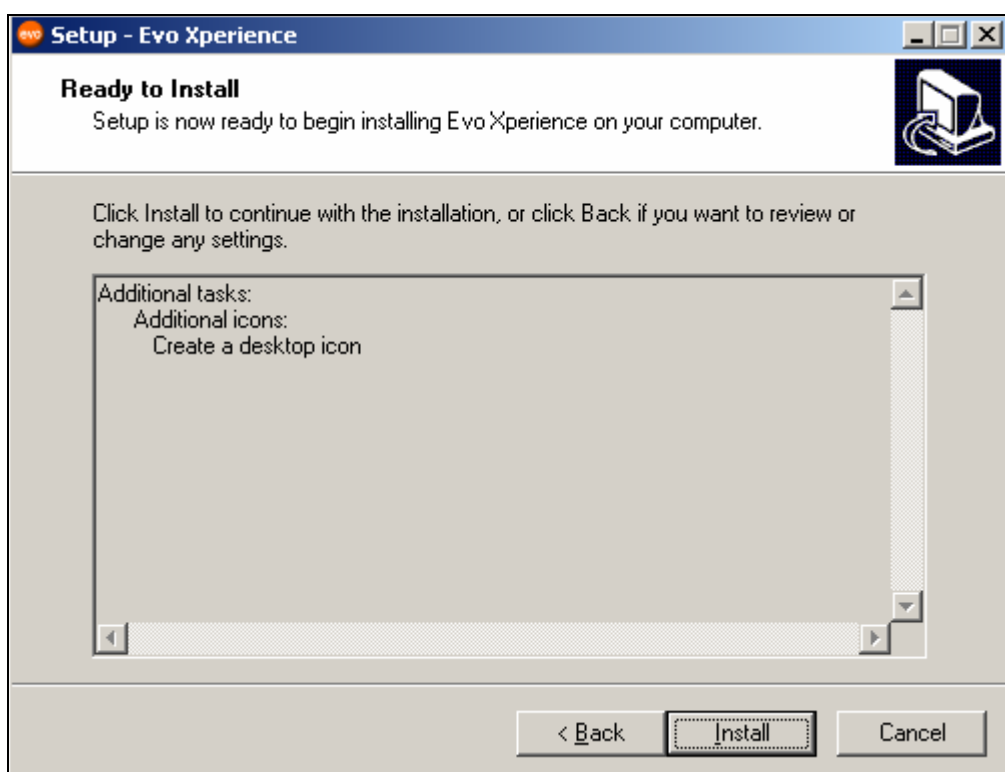 evo Setup - Evo Xperience
Ready to Install
Setup is now ready to begin installing Evo Xperience on your computer.
Click Install to continue with the installation, or click Back if you want to review or
change any settings.
Additional tasks:
Additional icons:
Create a desktop icon
< Back Install Cancel